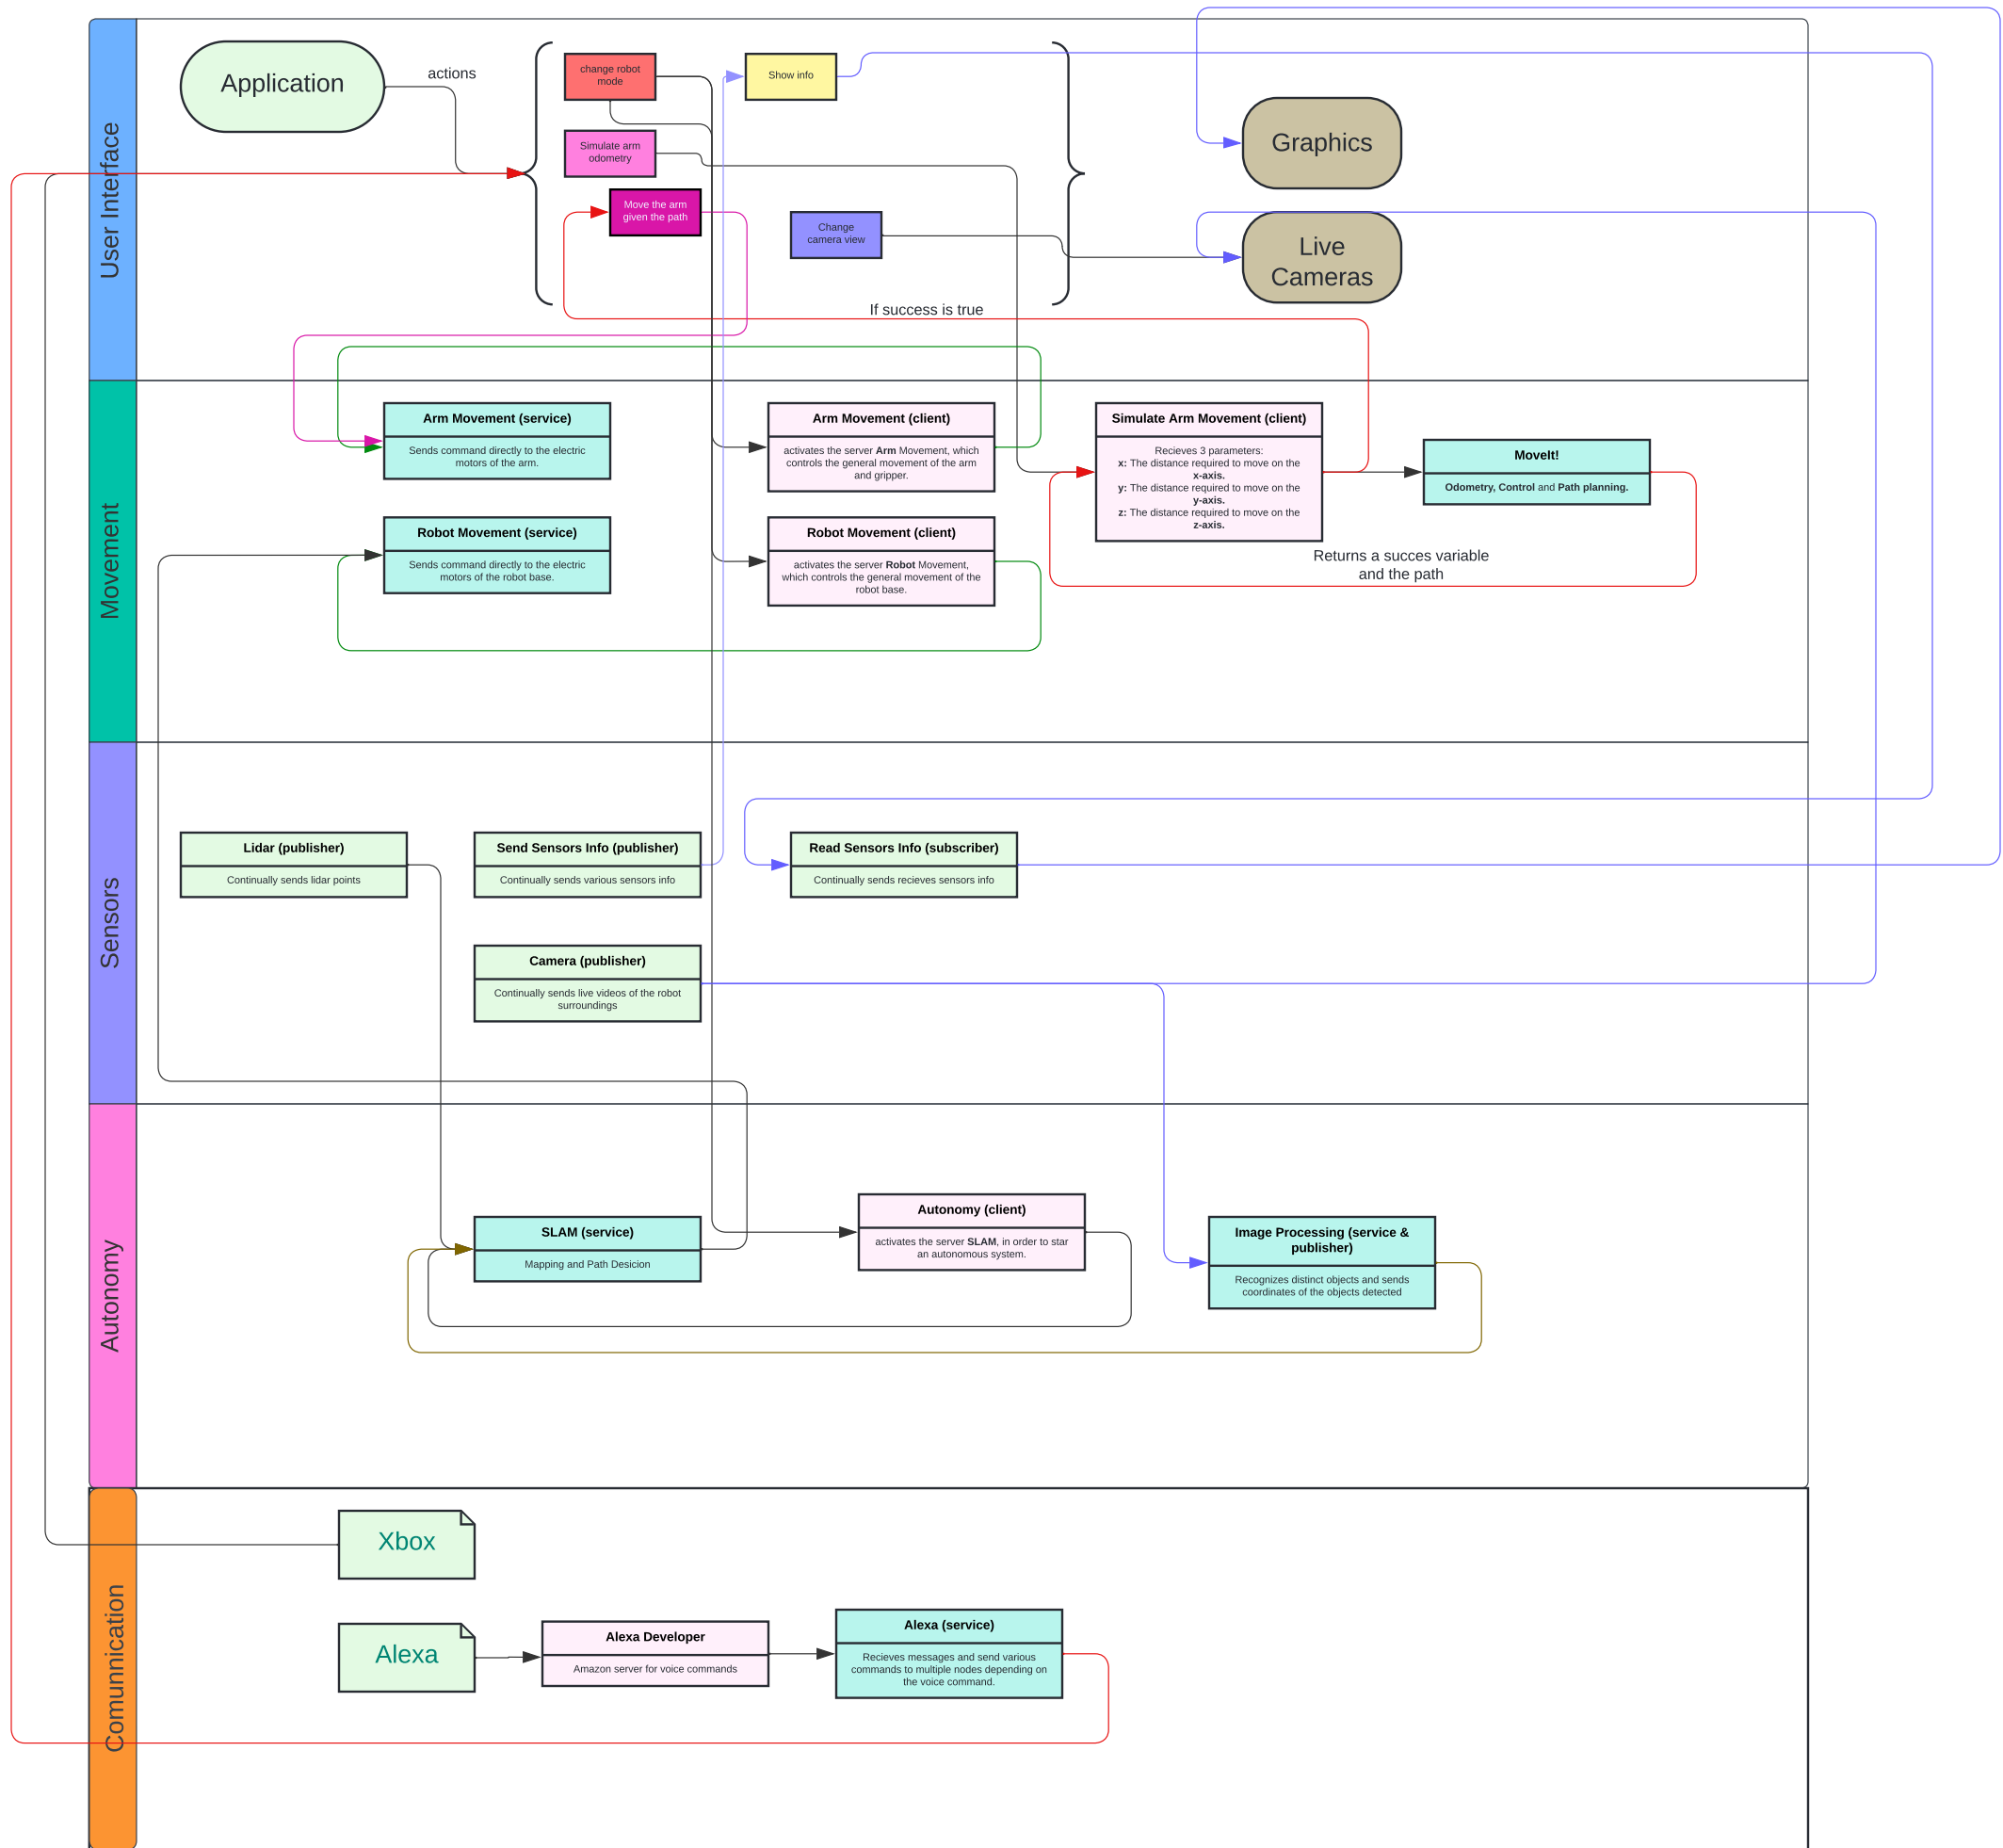 User Interface
Application
actions
change robot
mode
Show info
Simulate arm
odometry
Move the arm
given the path
Change
camera view
Graphics
Live
Cameras
If success is true
Movement
Arm Movement (service)
Sends command directly to the electric
motors of the arm.
Arm Movement (client)
activates the server Arm Movement, which
controls the general movement of the arm
and gripper.
Simulate Arm Movement (client)
Recieves 3 parameters:
x: The distance required to move on the
x-axis.
y: The distance required to move on the
y-axis.
z: The distance required to move on the
z-axis.
MoveIt!
Odometry, Control and Path planning.
Robot Movement (service)
Sends command directly to the electric
motors of the robot base.
Robot Movement (client)
activates the server Robot Movement,
which controls the general movement of the
robot base.
Returns a succes variable
and the path
Sensors
Lidar (publisher)
Continually sends lidar points
Send Sensors Info (publisher)
Continually sends various sensors info
Read Sensors Info (subscriber)
Continually sends recieves sensors info
Camera (publisher)
Continually sends live videos of the robot
surroundings
Autonomy
SLAM (service)
Mapping and Path Desicion
Autonomy (client)
activates the server SLAM, in order to star
an autonomous system.
Image Processing (service &
publisher)
Recognizes distinct objects and sends
coordinates of the objects detected
Comunnication
Xbox
Alexa
Alexa Developer
Amazon server for voice commands
Alexa (service)
Recieves messages and send various
commands to multiple nodes depending on
the voice command.